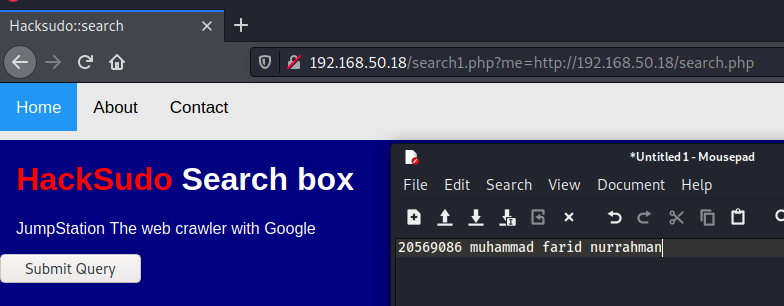 Hacksudo::search
192.168.50.18/search1.php?me=http://192.168.50.18/search.php
Home About Contact
HackSudo Search box
JumpStation The web crawler with Google
Submit Query
*Untitled 1 - Mousepad
File Edit Search View Document Help
20569086 muhammad farid nurrahman